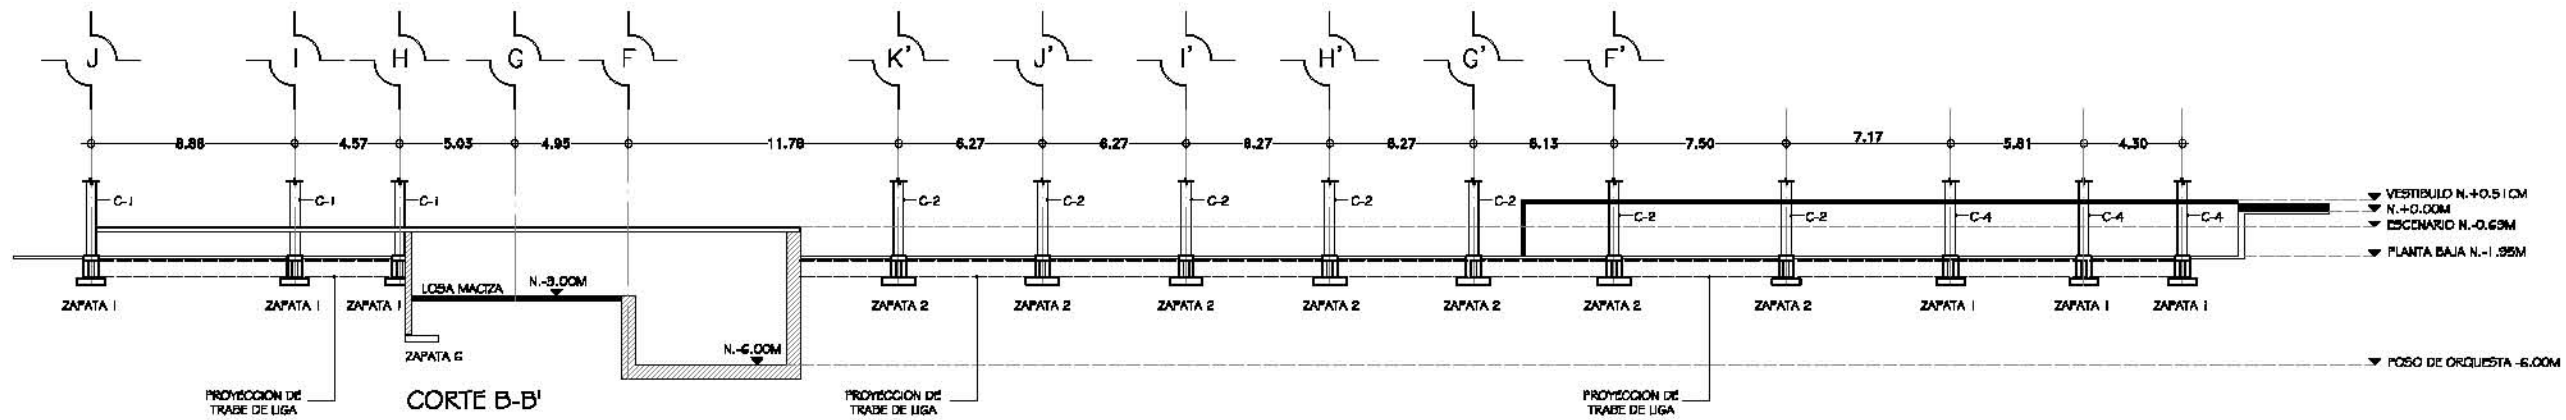 J I H G F K' J' I' H' G' F'
8.88 4.57 5.03 4.95 11.78 6.27 6.27 6.27 6.27 6.13 7.50 7.17 5.81 4.30
C-1 C-1 C-1 C-2 C-2 C-2 C-2 C-2 C-2 C-2 C-4 C-4 C-4
VESTIBULO N.+0.51CM
N.+0.00M
ESCENARIO N.-0.69M
PLANTA BAJA N.-1.95M
LOSA MACIZA N.-3.00M
ZAPATA 1 ZAPATA 1 ZAPATA 1 ZAPATA 2 ZAPATA 2 ZAPATA 2 ZAPATA 2 ZAPATA 2 ZAPATA 2 ZAPATA 2 ZAPATA 1 ZAPATA 1 ZAPATA 1
ZAPATA 6
N.-6.00M
POSO DE ORQUESTA -6.00M
PROYECCION DE
TRABE DE LIGA
CORTE B-B'
PROYECCION DE
TRABE DE LIGA
PROYECCION DE
TRABE DE LIGA